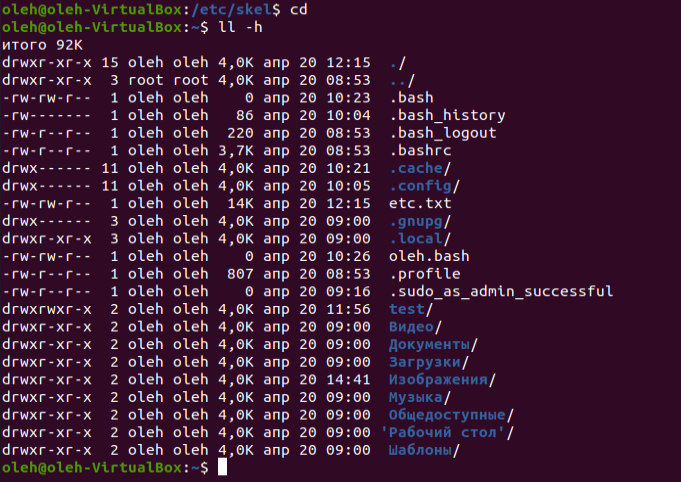 oleh@oleh-VirtualBox:/etc/skel$ cd
oleh@oleh-VirtualBox:~$ ll -h
итого 92K
drwxr-xr-x 15 oleh oleh 4,0K апр 20 12:15 ./
drwxr-xr-x 3 root root 4,0K апр 20 08:53 ../
-rw-rw-r-- 1 oleh oleh 0 апр 20 10:23 .bash
-rw------- 1 oleh oleh 86 апр 20 10:04 .bash_history
-rw-r--r-- 1 oleh oleh 220 апр 20 08:53 .bash_logout
-rw-r--r-- 1 oleh oleh 3,7K апр 20 08:53 .bashrc
drwx------ 11 oleh oleh 4,0K апр 20 10:21 .cache/
drwx------ 11 oleh oleh 4,0K апр 20 10:05 .config/
-rw-rw-r-- 1 oleh oleh 14K апр 20 12:15 etc.txt
drwx------ 3 oleh oleh 4,0K апр 20 09:00 .gnupg/
drwxr-xr-x 3 oleh oleh 4,0K апр 20 09:00 .local/
-rw-rw-r-- 1 oleh oleh 0 апр 20 10:26 oleh.bash
-rw-r--r-- 1 oleh oleh 807 апр 20 08:53 .profile
-rw-r--r-- 1 oleh oleh 0 апр 20 09:16 .sudo_as_admin_successful
drwxrwxr-x 2 oleh oleh 4,0K апр 20 11:56 test/
drwxr-xr-x 2 oleh oleh 4,0K апр 20 09:00 Видео/
drwxr-xr-x 2 oleh oleh 4,0K апр 20 09:00 Документы/
drwxr-xr-x 2 oleh oleh 4,0K апр 20 09:00 Загрузки/
drwxr-xr-x 2 oleh oleh 4,0K апр 20 14:41 Изображения/
drwxr-xr-x 2 oleh oleh 4,0K апр 20 09:00 Музыка/
drwxr-xr-x 2 oleh oleh 4,0K апр 20 09:00 Общедоступные/
drwxr-xr-x 2 oleh oleh 4,0K апр 20 09:00 'Рабочий стол'/
drwxr-xr-x 2 oleh oleh 4,0K апр 20 09:00 Шаблоны/
oleh@oleh-VirtualBox:~$